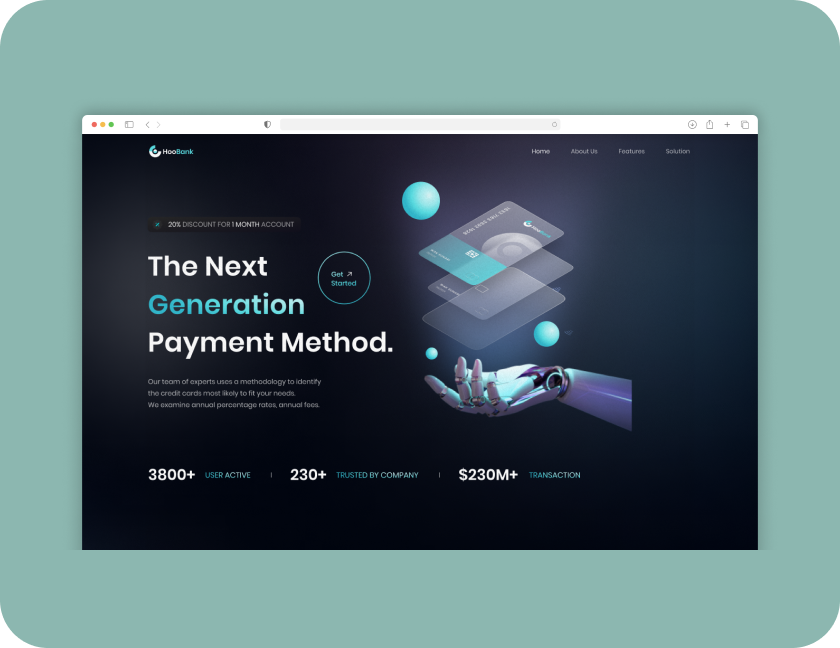 HooBank
Home About Us Features Solution
20% DISCOUNT FOR 1 MONTH ACCOUNT
The Next
Generation
Payment Method.
Get
Started
HooBank
Our team of experts uses a methodology to identify
the credit cards most likely to fit your needs.
We examine annual percentage rates, annual fees.
3800+ USER ACTIVE
230+ TRUSTED BY COMPANY
$230M+ TRANSACTION